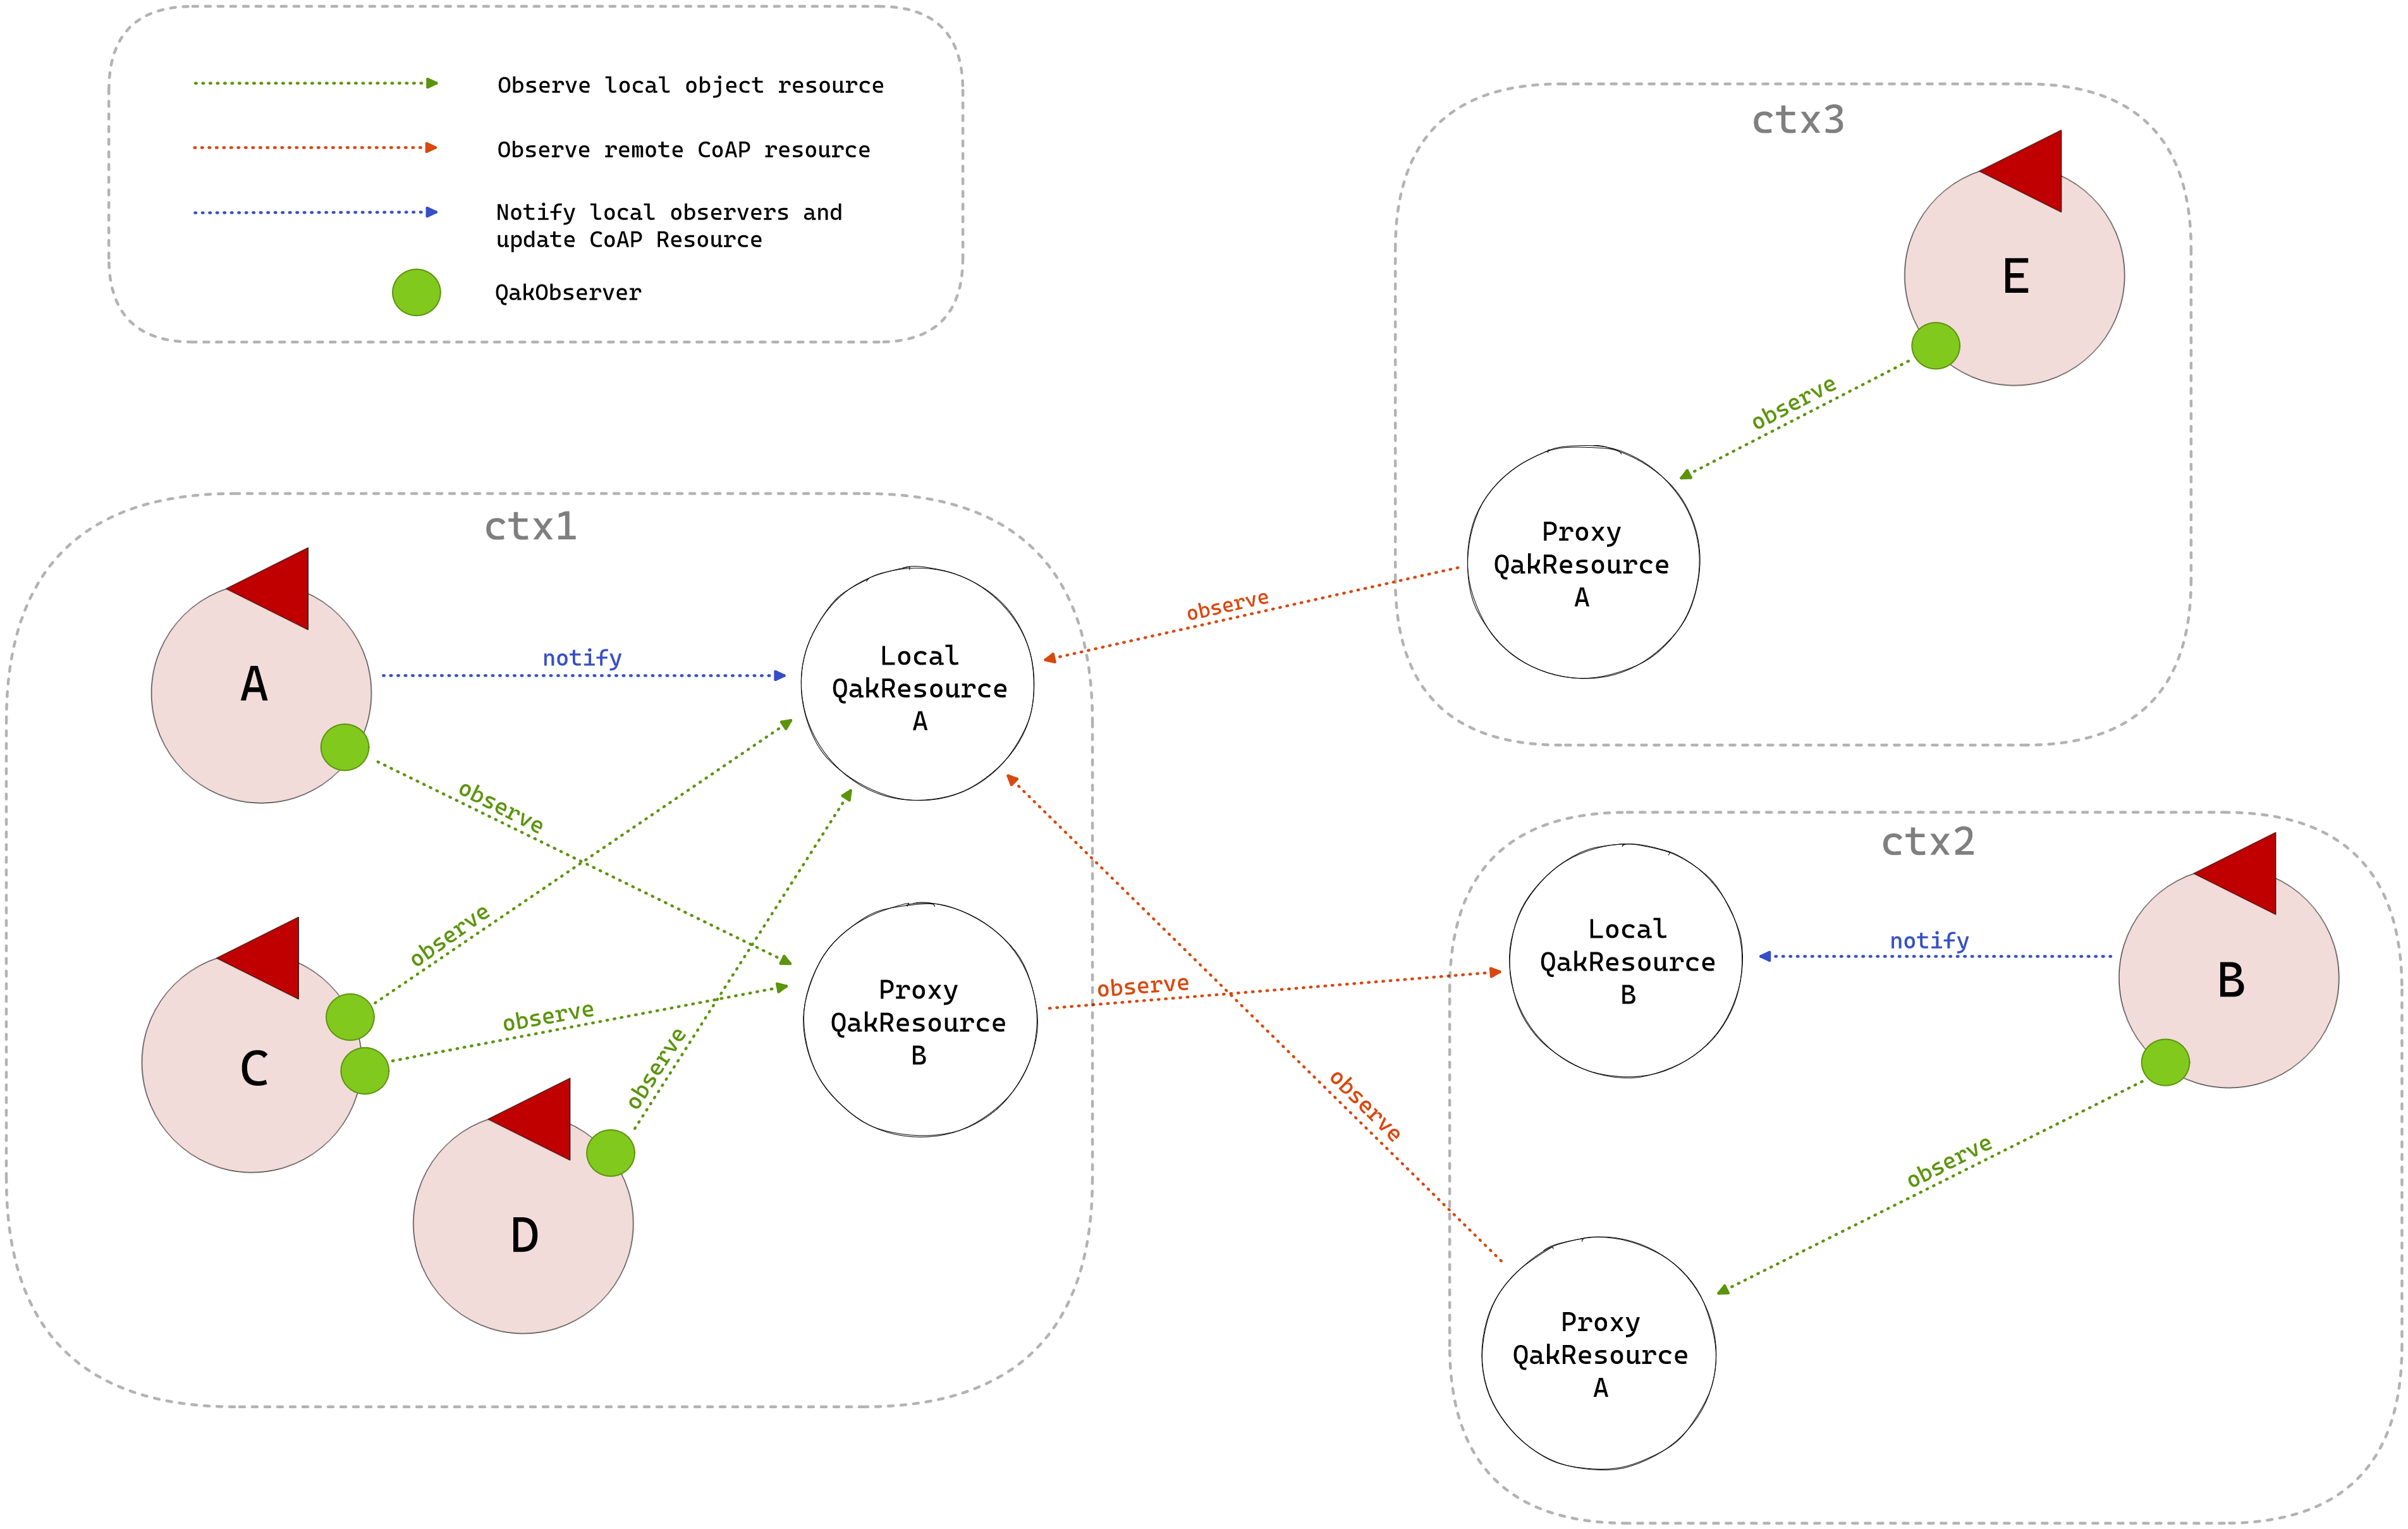 Observe local object resource
Observe remote CoAP resource
Notify local observers and
update CoAP Resource
QakObserver
ctx3
E
observe
Proxy
QakResource
A
observe
ctx1
A
notify
Local
QakResource
A
observe
observe
C
observe
observe
D
Proxy
QakResource
B
observe
observe
ctx2
Local
QakResource
B
notify
B
observe
Proxy
QakResource
A